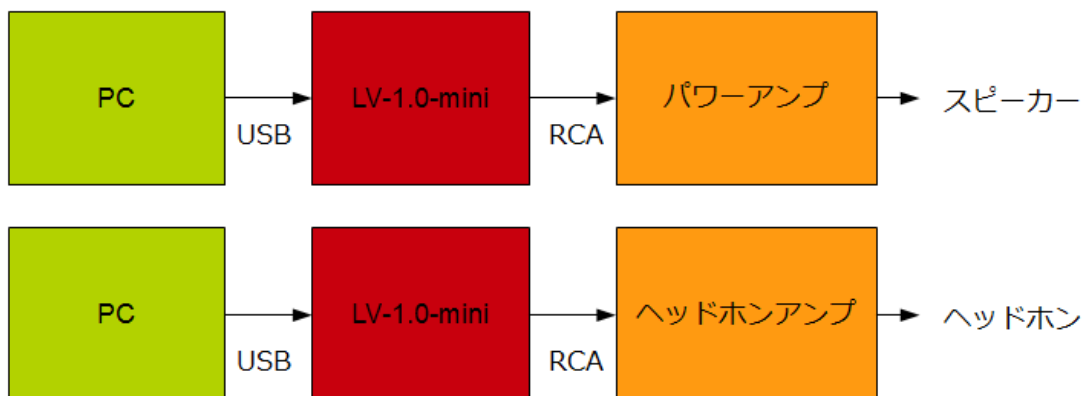 PC
USB
LV-1.0-mini
RCA
パワーアンプ
スピーカー
PC
USB
LV-1.0-mini
RCA
ヘッドホンアンプ
ヘッドホン